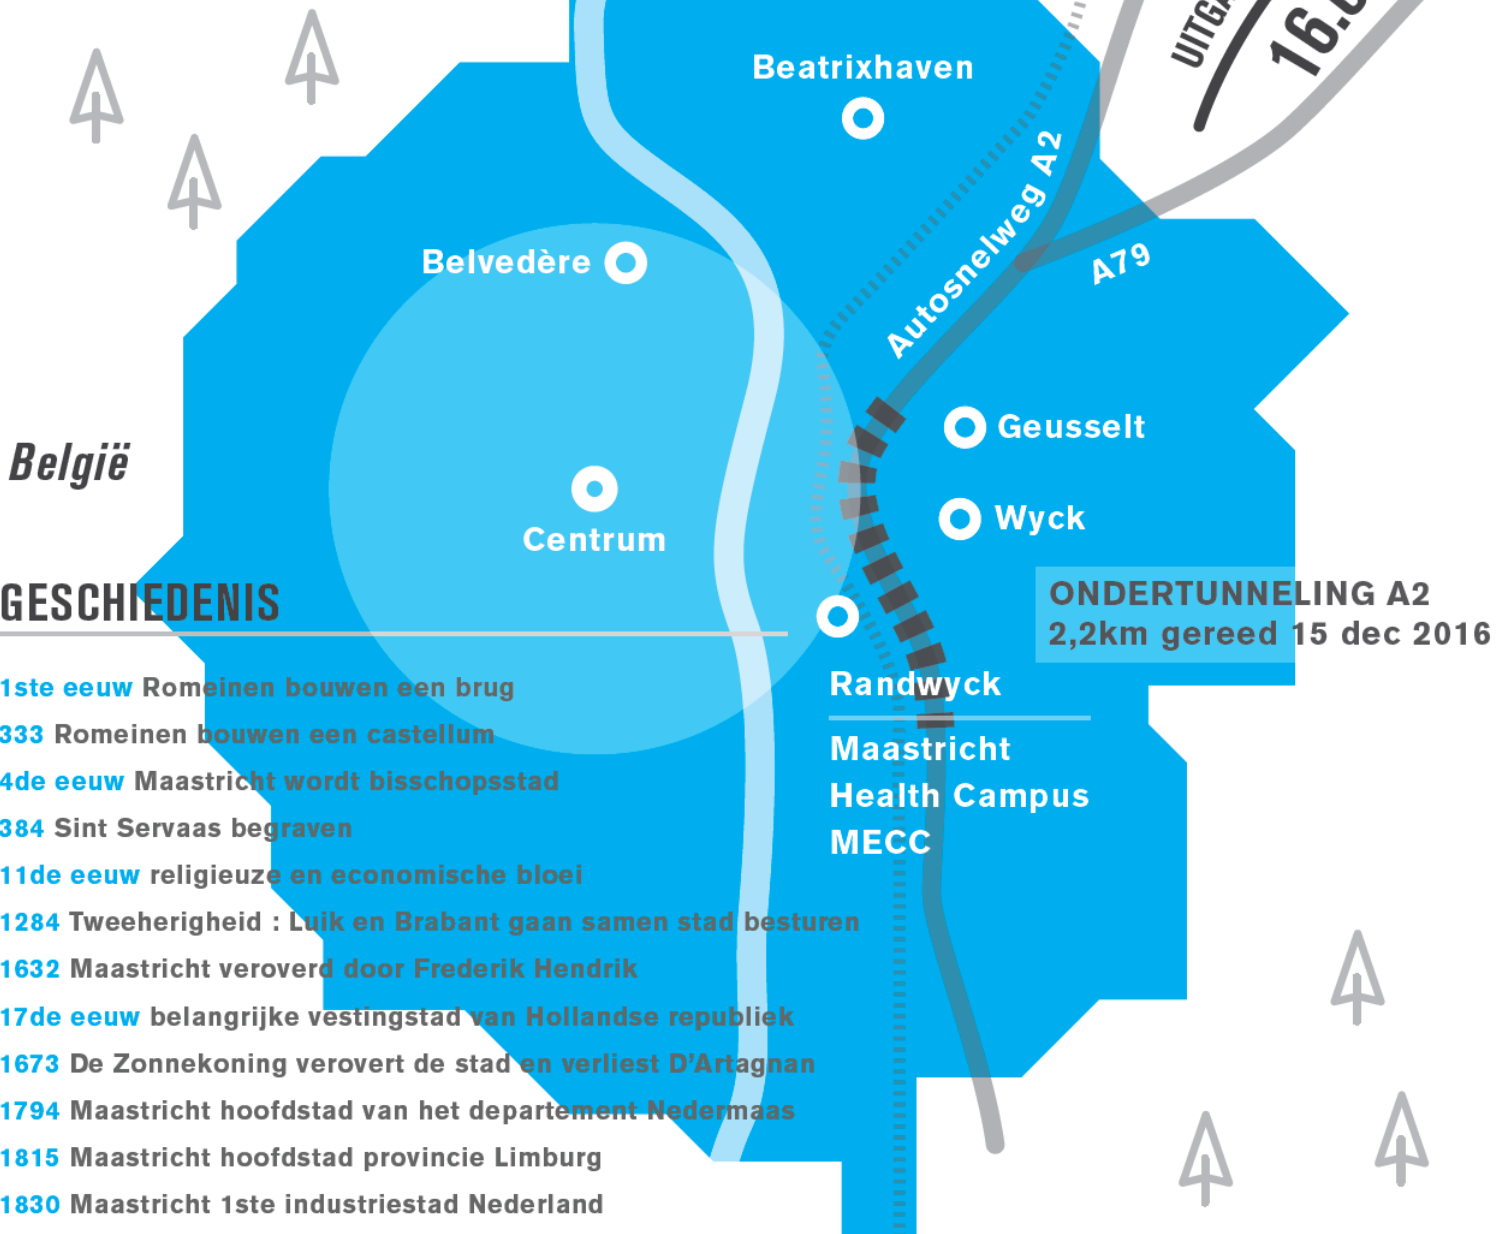 UITGA
16.0
Beatrixhaven
Autosnelweg A2
A79
Belvedère
Geusselt
België
Wyck
Centrum
ONDERTUNNELING A2
2,2km gereed 15 dec 2016
Randwyck
Maastricht
Health Campus
MECC
GESCHIEDENIS
1ste eeuw Romeinen bouwen een brug
333 Romeinen bouwen een castellum
4de eeuw Maastricht wordt bisschopsstad
384 Sint Servaas begraven
11de eeuw religieuze en economische bloei
1284 Tweeherigheid : Luik en Brabant gaan samen stad besturen
1632 Maastricht veroverd door Frederik Hendrik
17de eeuw belangrijke vestingstad van Hollandse republiek
1673 De Zonnekoning verovert de stad en verliest D’Artagnan
1794 Maastricht hoofdstad van het departement Nedermaas
1815 Maastricht hoofdstad provincie Limburg
1830 Maastricht 1ste industriestad Nederland